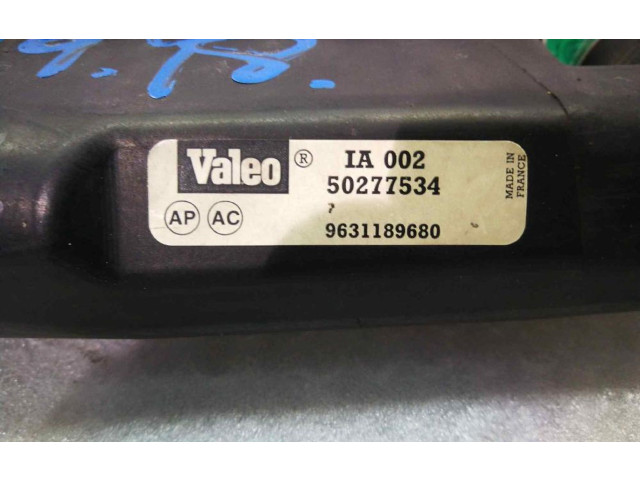 Valeo ® IA 002
50277534
AP AC
9631189680
MADE IN
FRANCE